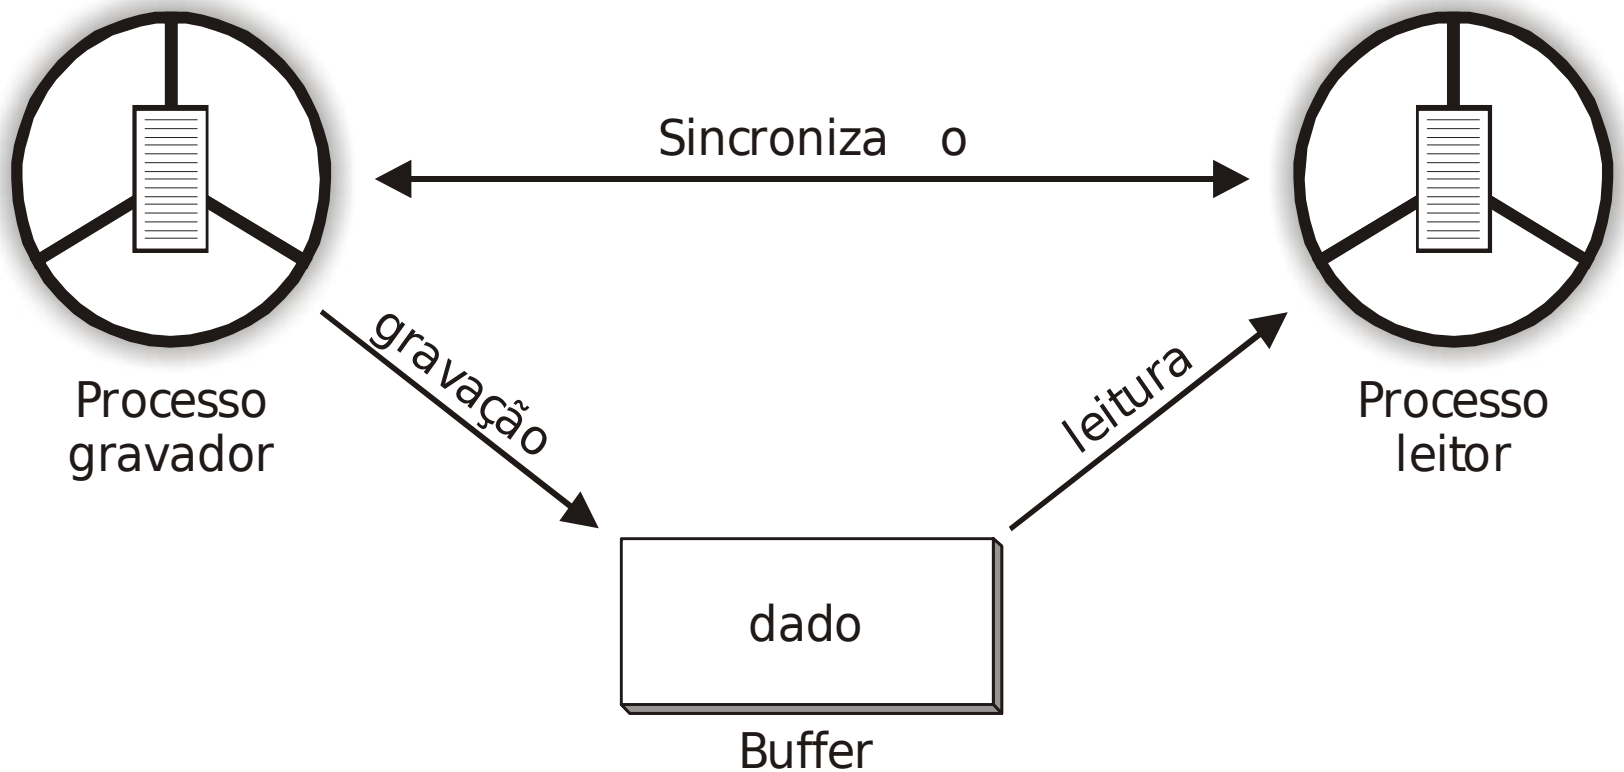 Sincroniza o
gravação
leitura
Processo
gravador
Processo
leitor
dado
Buffer